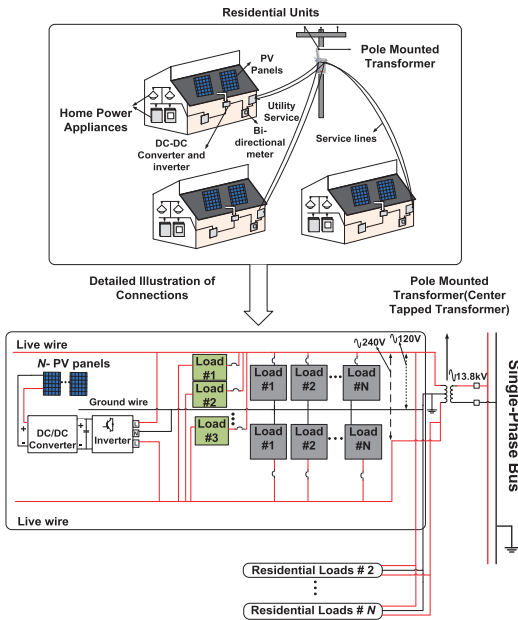 Residential Units
Pole Mounted
Transformer
PV
Panels
Home Power
Appliances
Utility
Service
Bi-
directional
meter
DC-DC
Converter and
inverter
Service lines
Detailed Illustration of
Connections
Pole Mounted
Transformer(Center
Tapped Transformer)
Live wire
N- PV panels
Ground wire
DC/DC
Converter
+
-
+
-
Inverter
L
N
L
Load
#1
Load
#2
Load
#3
Load
#1
Load
#2
Load
#N
Load
#1
Load
#2
Load
#N
240V
120V
13.8kV
Single-Phase Bus
Live wire
Residential Loads # 2
Residential Loads # N